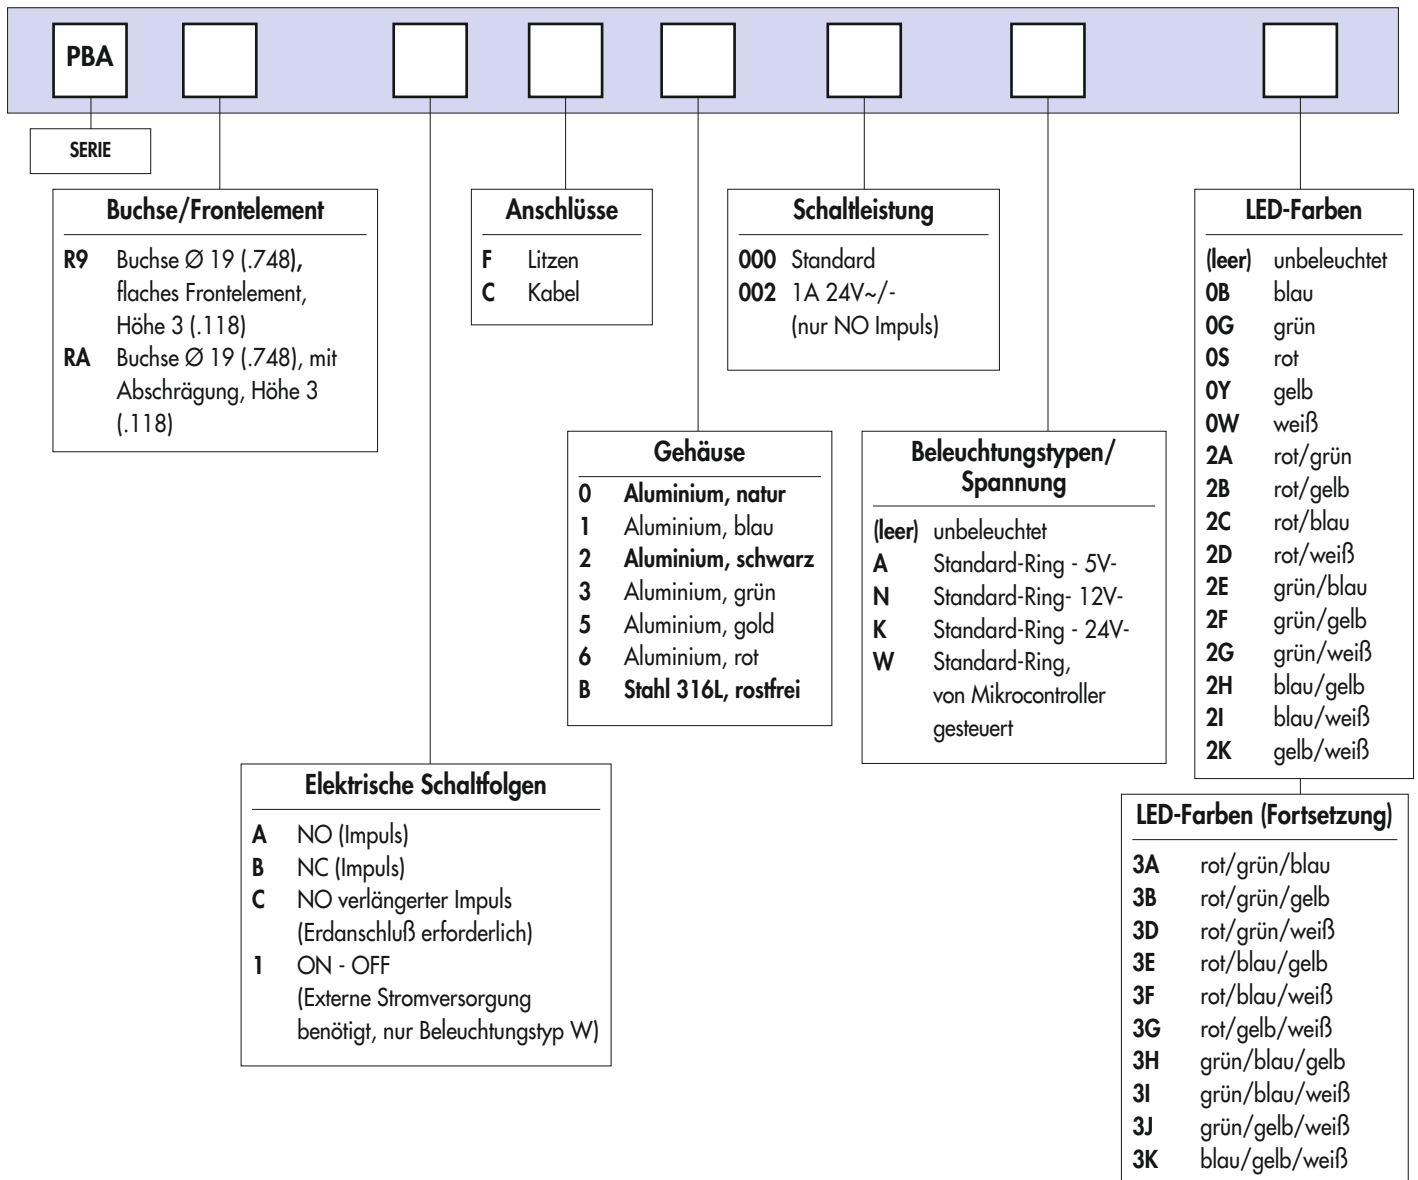 PBA
SERIE
Buchse/Frontelement
R9 Buchse Ø 19 (.748),
flaches Frontelement,
Höhe 3 (.118)
RA Buchse Ø 19 (.748), mit
Abschrägung, Höhe 3
(.118)
Anschlüsse
F Litzen
C Kabel
Schaltleistung
000 Standard
002 1A 24V~/-
(nur NO Impuls)
LED-Farben
(leer) unbeleuchtet
0B blau
0G grün
0S rot
0Y gelb
0W weiß
2A rot/grün
2B rot/gelb
2C rot/blau
2D rot/weiß
2E grün/blau
2F grün/gelb
2G grün/weiß
2H blau/gelb
2I blau/weiß
2K gelb/weiß
Gehäuse
0 Aluminium, natur
1 Aluminium, blau
2 Aluminium, schwarz
3 Aluminium, grün
5 Aluminium, gold
6 Aluminium, rot
B Stahl 316L, rostfrei
Beleuchtungstypen/
Spannung
(leer) unbeleuchtet
A Standard-Ring - 5V-
N Standard-Ring- 12V-
K Standard-Ring - 24V-
W Standard-Ring,
von Mikrocontroller
gesteuert
Elektrische Schaltfolgen
A NO (Impuls)
B NC (Impuls)
C NO verlängerter Impuls
(Erdanschluß erforderlich)
1 ON - OFF
(Externe Stromversorgung
benötigt, nur Beleuchtungstyp W)
LED-Farben (Fortsetzung)
3A rot/grün/blau
3B rot/grün/gelb
3D rot/grün/weiß
3E rot/blau/gelb
3F rot/blau/weiß
3G rot/gelb/weiß
3H grün/blau/gelb
3I grün/blau/weiß
3J grün/gelb/weiß
3K blau/gelb/weiß